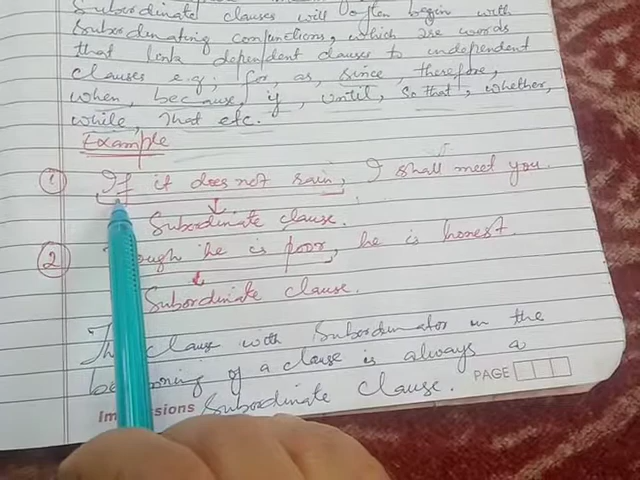 Subordinate clauses will often begin with
Subordinating conjunctions, which are words
that link dependent clauses to independent
clauses e.g; for as, since, therefore,
when, because, if, until, so that, whether,
while, that etc.
Example
① If it does not rain, I shall meet you.
Subordinate clause.
② ough he is poor, he is honest.
Subordinate clause.
The clause with Subordinator in the
be nning of a clause is always a
Subordinate Clause.
PAGE
Im ssions